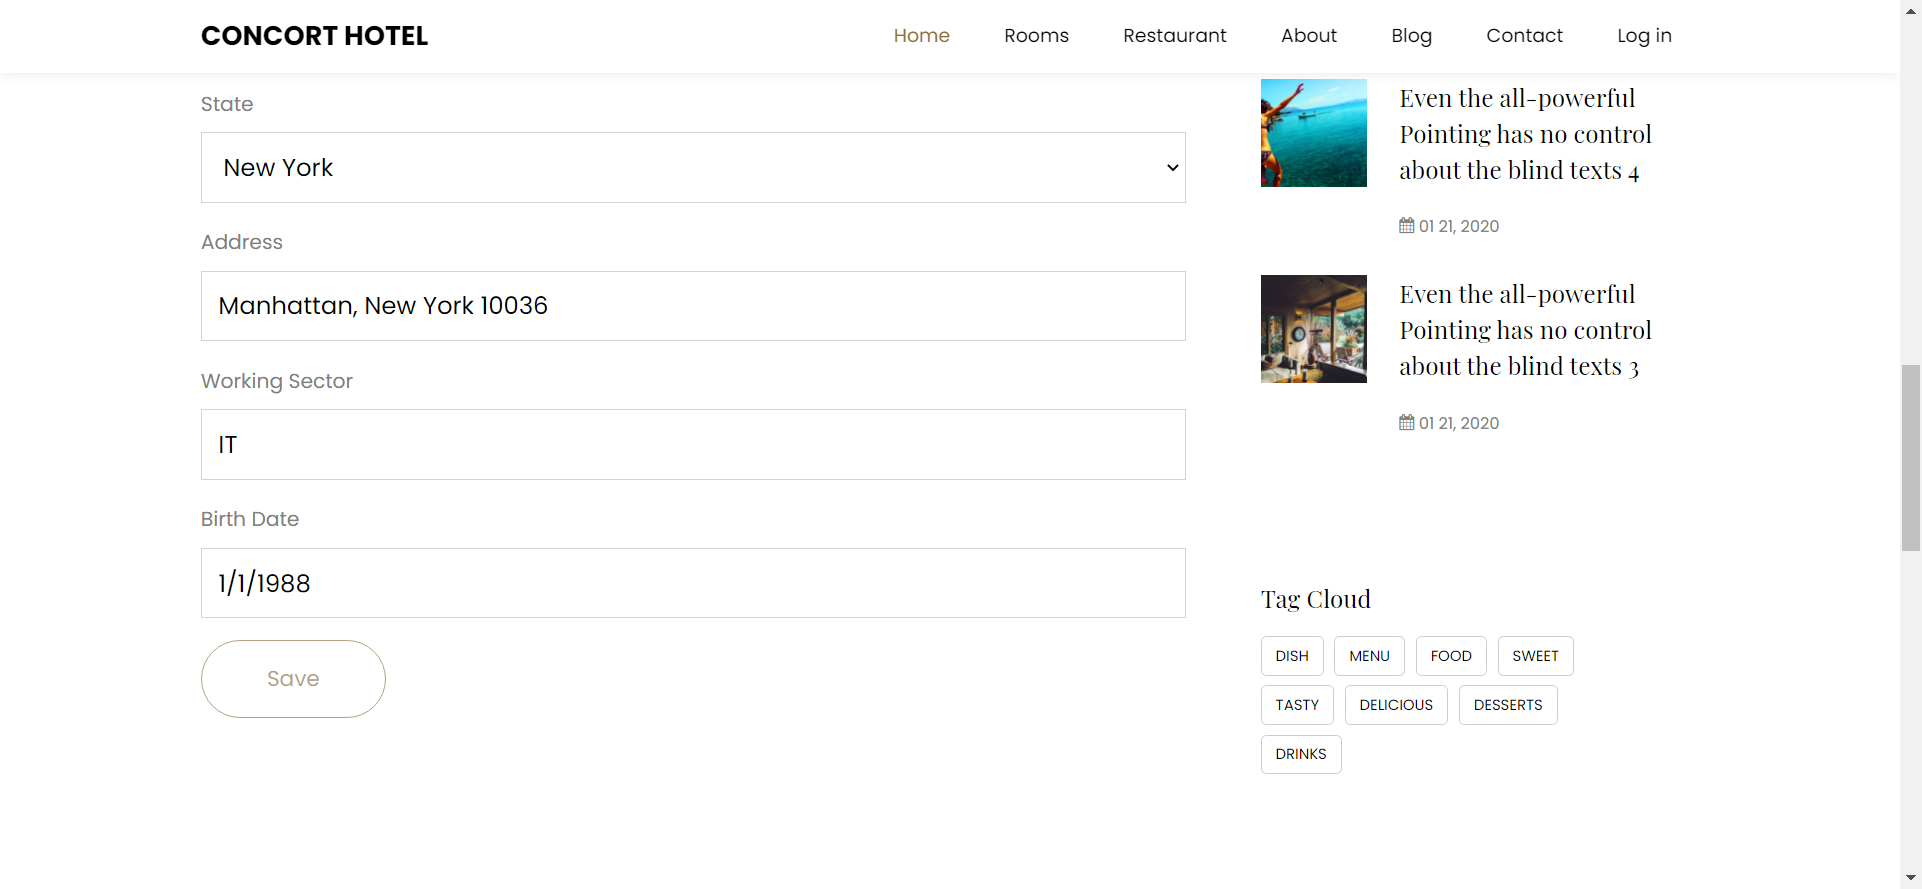 CONCORT HOTEL
Home
Rooms
Restaurant
About
Blog
Contact
Log in
State
New York
Address
Manhattan, New York 10036
Working Sector
IT
Birth Date
1/1/1988
Save
Even the all-powerful
Pointing has no control
about the blind texts 4
01 21, 2020
Even the all-powerful
Pointing has no control
about the blind texts 3
01 21, 2020
Tag Cloud
DISH
MENU
FOOD
SWEET
TASTY
DELICIOUS
DESSERTS
DRINKS